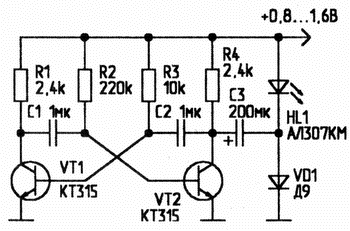 +0,8...1,6В
R1
2,4k
R2
220k
R3
10k
R4
2,4k
C1 1мк
C2 1мк
C3
200мк
+
HL1
АЛ307КМ
VT1
КТ315
VT2
КТ315
VD1
Д9